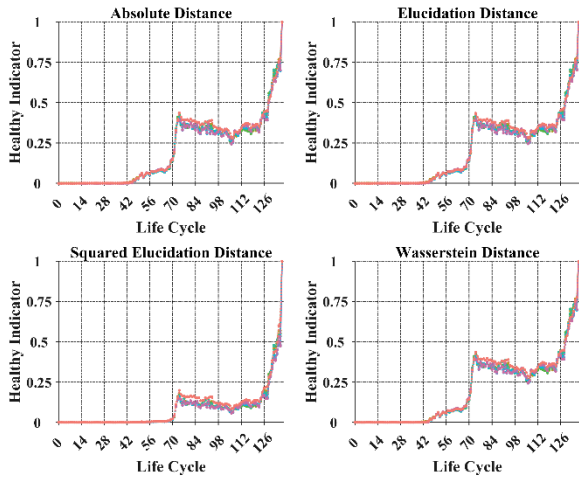 Absolute Distance
Healthy Indicator
1
0.75
0.5
0.25
0
0 14 28 42 56 70 84 98 112 126
Life Cycle
Elucidation Distance
Healthy Indicator
1
0.75
0.5
0.25
0
0 14 28 42 56 70 84 98 112 126
Life Cycle
Squared Elucidation Distance
Healthy Indicator
1
0.75
0.5
0.25
0
0 14 28 42 56 70 84 98 112 126
Life Cycle
Wasserstein Distance
Healthy Indicator
1
0.75
0.5
0.25
0
0 14 28 42 56 70 84 98 112 126
Life Cycle